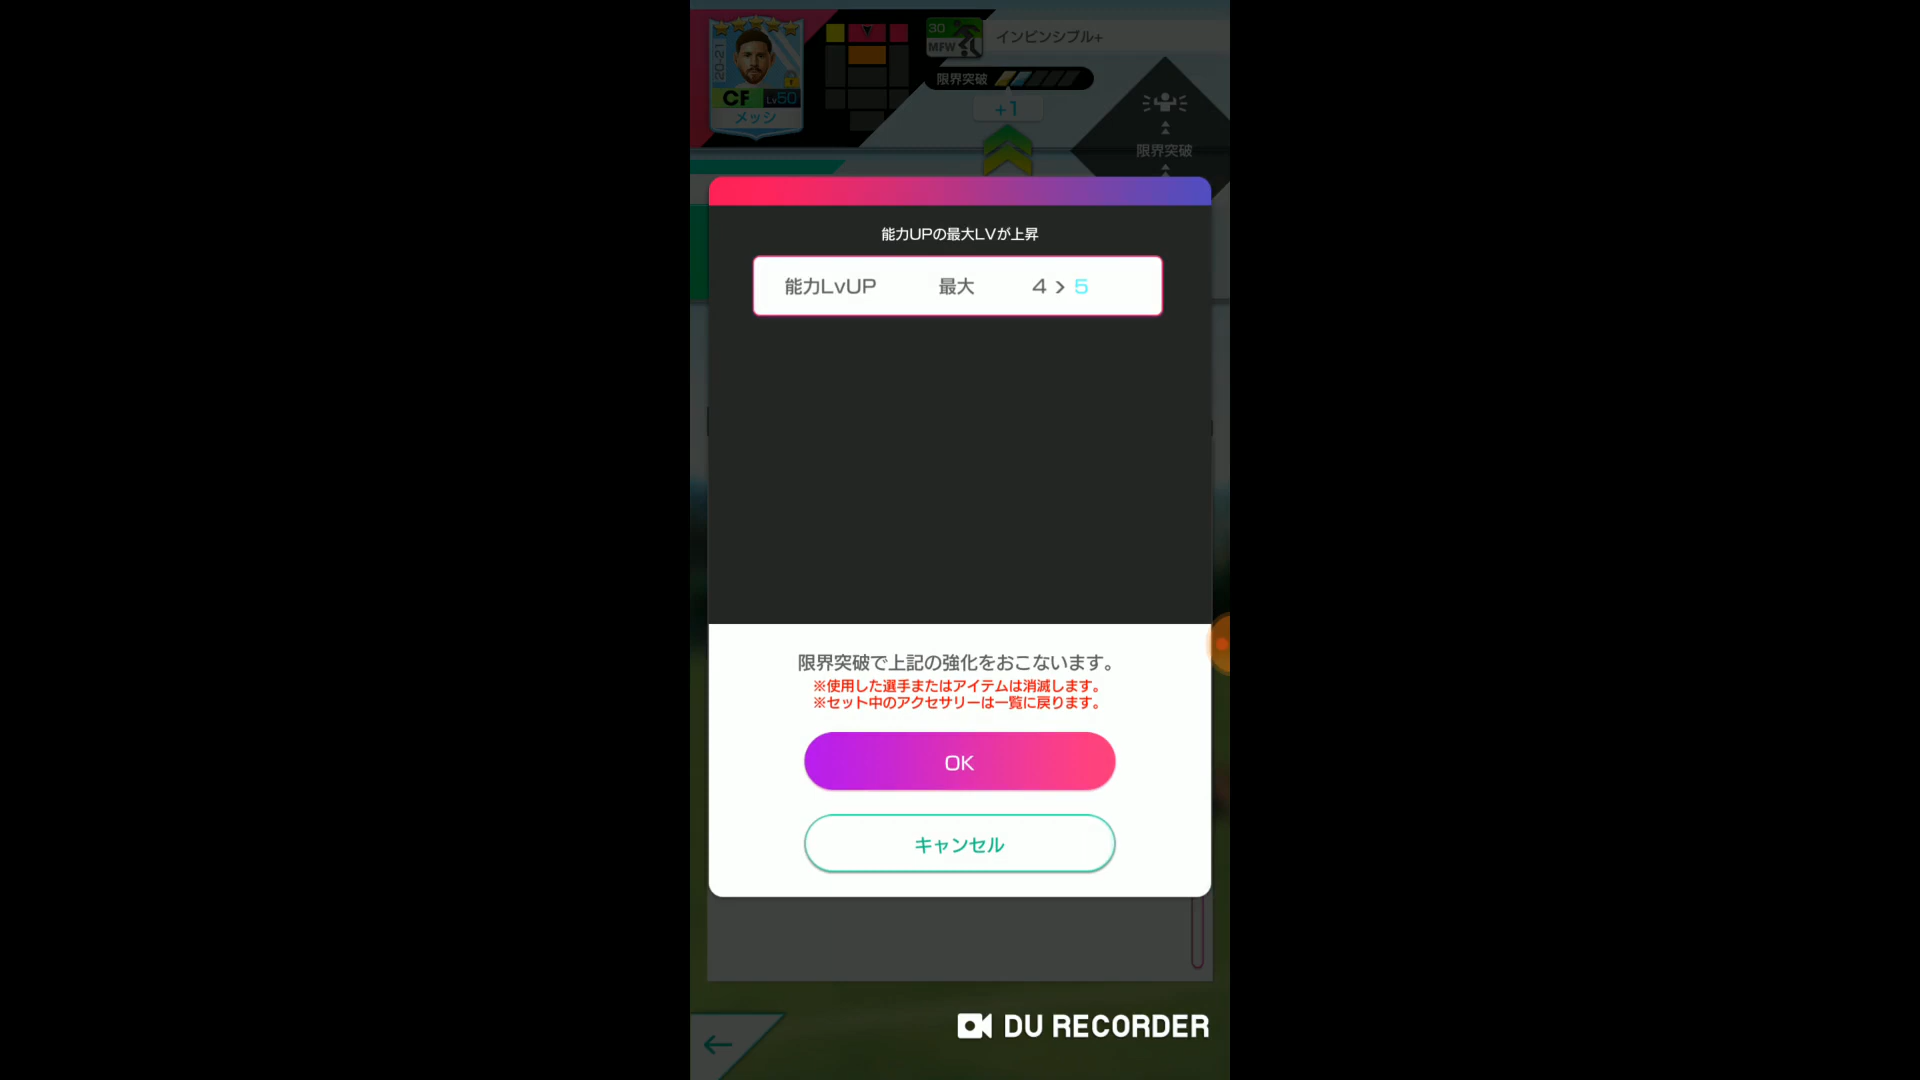 20-21
CF Lv50
メッシ
30
MFW
インビンシブル+
限界突破
+1
限界突破
能力UPの最大LVが上昇
能力LvUP 最大 4 > 5
限界突破で上記の強化をおこないます。
※使用した選手またはアイテムは消滅します。
※セット中のアクセサリーは一覧に戻ります。
OK
キャンセル
DU RECORDER